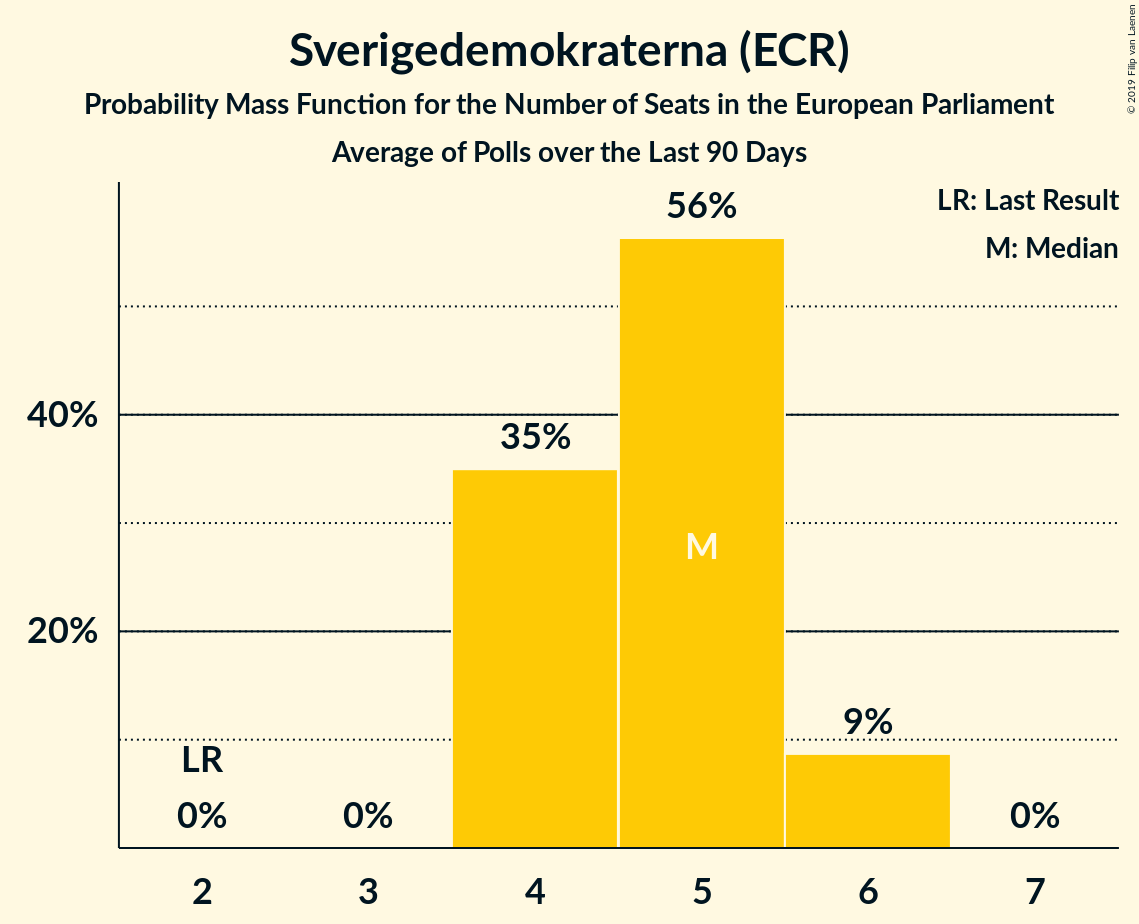 Sverigedemokraterna (ECR)
Probability Mass Function for the Number of Seats in the European Parliament
Average of Polls over the Last 90 Days
© 2019 Filip van Laenen
LR: Last Result
M: Median
56%
40%
35%
M
20%
9%
LR
0%
0%
0%
2
3
4
5
6
7